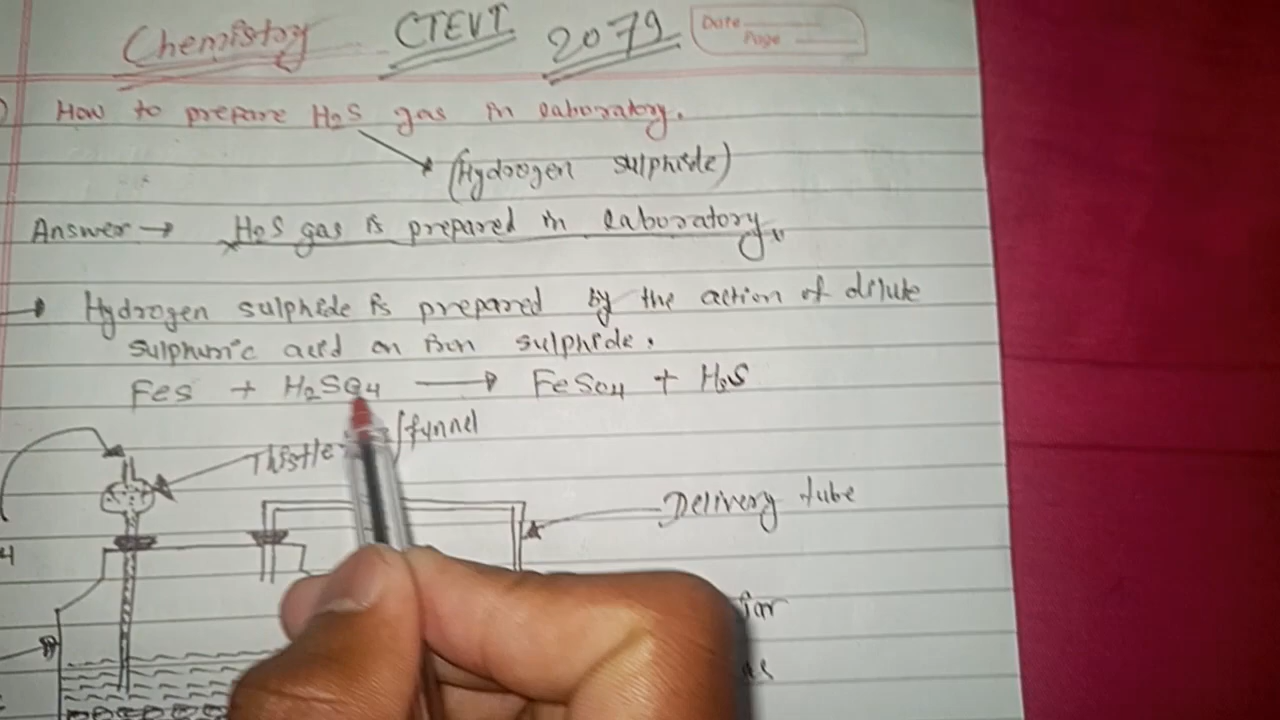 Chemistry CTEVT 2079
Date
Page
How to prepare H2S gas in laboratory.
(Hydrogen sulphide)
Answer → H2S gas is prepared in laboratory,
→ Hydrogen sulphide is prepared by the action of dilute
sulphuric acid on Iron sulphide.
Fes + H2SO4 → FeSO4 + H2S
Thistle funnel
Delivery tube
4
jar